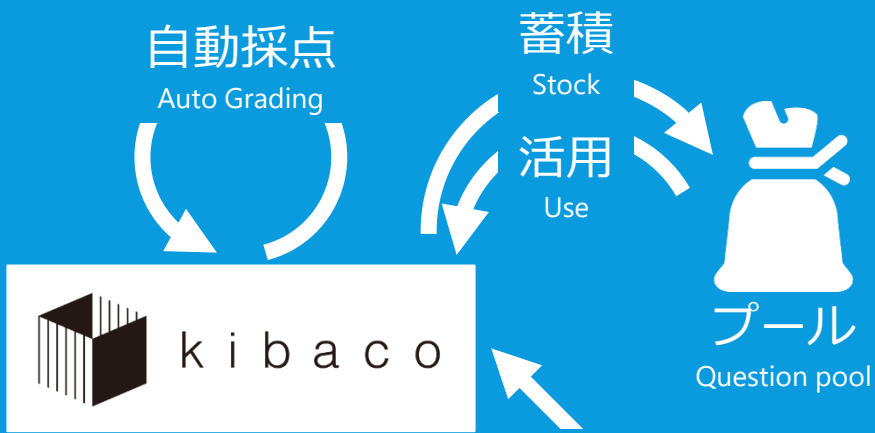 自動採点
Auto Grading
蓄積
Stock
活用
Use
プール
Question pool
kibaco